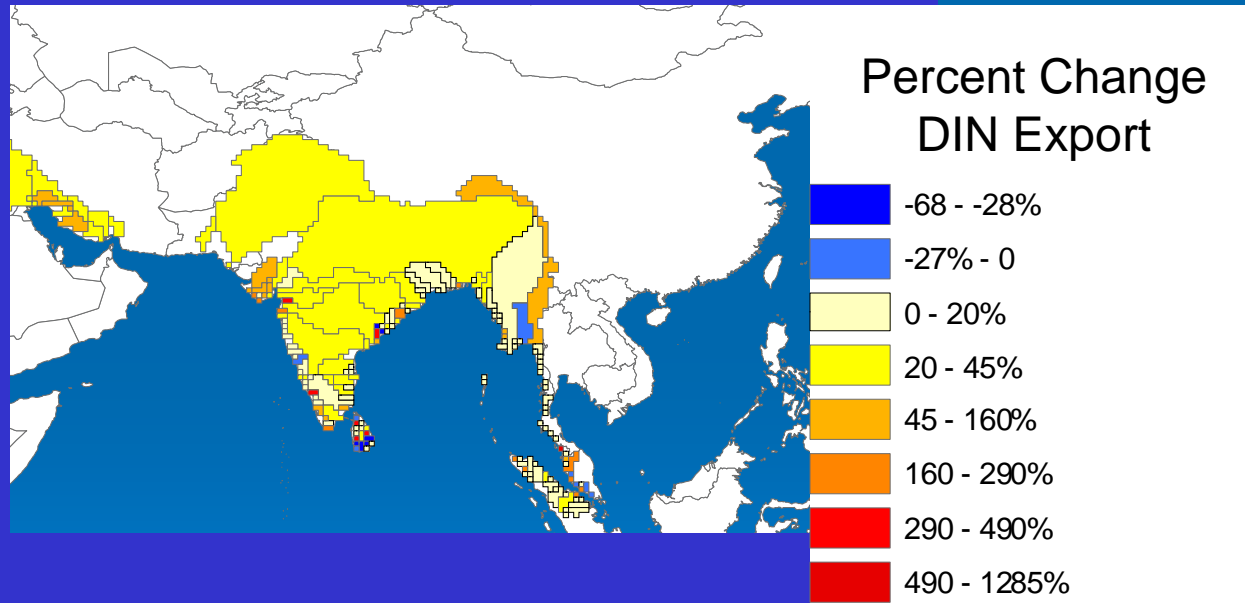 Percent Change
DIN Export
-68 - -28%
-27% - 0
0 - 20%
20 - 45%
45 - 160%
160 - 290%
290 - 490%
490 - 1285%